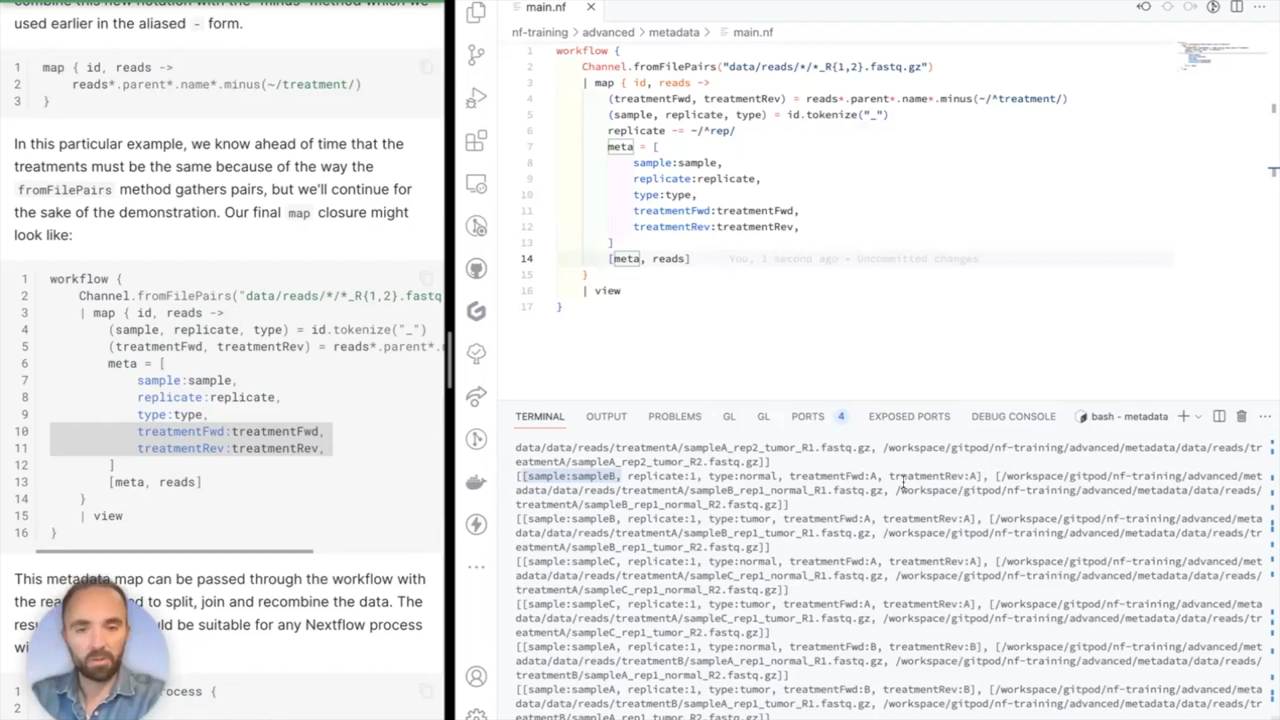 combine this new notation with the minus method which we
used earlier in the aliased - form.
1 map { id, reads ->
2 reads*.parent*.name*.minus(~/treatment/)
3 }
In this particular example, we know ahead of time that the
treatments must be the same because of the way the
fromFilePairs method gathers pairs, but we'll continue for
the sake of the demonstration. Our final map closure might
look like:
1 workflow {
2 Channel.fromFilePairs("data/reads/*/*_R{1,2}.fastq
3 | map { id, reads ->
4 (sample, replicate, type) = id.tokenize("_")
5 (treatmentFwd, treatmentRev) = reads*.parent*.
6 meta = [
7 sample:sample,
8 replicate:replicate,
9 type:type,
10 treatmentFwd:treatmentFwd,
11 treatmentRev:treatmentRev,
12 ]
13 [meta, reads]
14 }
15 | view
16 }
This metadata map can be passed through the workflow with
the
to split, join and recombine the data. The
be suitable for any Nextflow process
1 process {
2
main.nf
nf-training > advanced > metadata > main.nf
1 workflow {
2 Channel.fromFilePairs("data/reads/*/*_R{1,2}.fastq.gz")
3 | map { id, reads ->
4 (treatmentFwd, treatmentRev) = reads*.parent*.name*.minus(~/^treatment/)
5 (sample, replicate, type) = id.tokenize("_")
6 replicate -= ~/^rep/
7 meta = [
8 sample:sample,
9 replicate:replicate,
10 type:type,
11 treatmentFwd:treatmentFwd,
12 treatmentRev:treatmentRev,
13 ]
14 [meta, reads] You, 1 second ago • Uncommitted changes
15 }
16 | view
17 }
TERMINAL OUTPUT PROBLEMS GL GL PORTS 4 EXPOSED PORTS DEBUG CONSOLE bash - metadata
data/data/reads/treatmentA/sampleA_rep2_tumor_R1.fastq.gz, /workspace/gitpod/nf-training/advanced/metadata/data/reads/tr
eatmentA/sampleA_rep2_tumor_R2.fastq.gz]]
[[sample:sampleB, replicate:1, type:normal, treatmentFwd:A, treatmentRev:A], [/workspace/gitpod/nf-training/advanced/met
adata/data/reads/treatmentA/sampleB_rep1_normal_R1.fastq.gz, /workspace/gitpod/nf-training/advanced/metadata/data/reads/
treatmentA/sampleB_rep1_normal_R2.fastq.gz]]
[[sample:sampleB, replicate:1, type:tumor, treatmentFwd:A, treatmentRev:A], [/workspace/gitpod/nf-training/advanced/meta
data/data/reads/treatmentA/sampleB_rep1_tumor_R1.fastq.gz, /workspace/gitpod/nf-training/advanced/metadata/data/reads/tr
eatmentA/sampleB_rep1_tumor_R2.fastq.gz]]
[[sample:sampleC, replicate:1, type:normal, treatmentFwd:A, treatmentRev:A], [/workspace/gitpod/nf-training/advanced/met
adata/data/reads/treatmentA/sampleC_rep1_normal_R1.fastq.gz, /workspace/gitpod/nf-training/advanced/metadata/data/reads/
treatmentA/sampleC_rep1_normal_R2.fastq.gz]]
[[sample:sampleC, replicate:1, type:tumor, treatmentFwd:A, treatmentRev:A], [/workspace/gitpod/nf-training/advanced/meta
data/data/reads/treatmentA/sampleC_rep1_tumor_R1.fastq.gz, /workspace/gitpod/nf-training/advanced/metadata/data/reads/tr
eatmentA/sampleC_rep1_tumor_R2.fastq.gz]]
[[sample:sampleA, replicate:1, type:normal, treatmentFwd:B, treatmentRev:B], [/workspace/gitpod/nf-training/advanced/met
adata/data/reads/treatmentB/sampleA_rep1_normal_R1.fastq.gz, /workspace/gitpod/nf-training/advanced/metadata/data/reads/
treatmentB/sampleA_rep1_normal_R2.fastq.gz]]
[[sample:sampleA, replicate:1, type:tumor, treatmentFwd:B, treatmentRev:B], [/workspace/gitpod/nf-training/advanced/meta
data/data/reads/treatmentB/sampleA_rep1_tumor_R1.fastq.gz, /workspace/gitpod/nf-training/advanced/metadata/data/reads/tr
eatmentB/sampleA_rep1_tumor_R2.fastq.gz]]